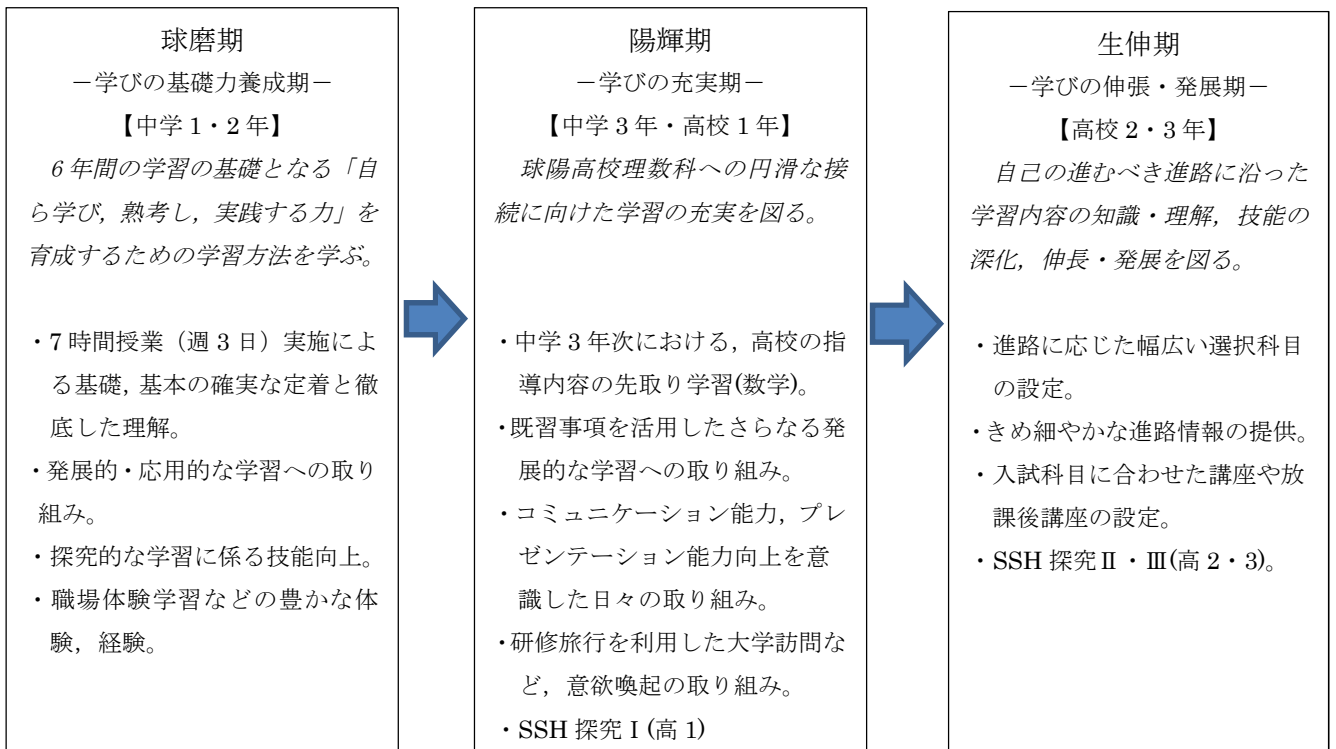 球磨期
－学びの基礎力養成期－
【中学 1・2 年】
6 年間の学習の基礎となる「自
ら学び, 熟考し, 実践する力」を
育成するための学習方法を学ぶ。
・7 時間授業（週 3 日）実施によ
る基礎, 基本の確実な定着と徹
底した理解。
・発展的・応用的な学習への取り
組み。
・探究的な学習に係る技能向上。
・職場体験学習などの豊かな体
験, 経験。
陽輝期
－学びの充実期－
【中学 3 年・高校 1 年】
球陽高校理数科への円滑な接
続に向けた学習の充実を図る。
・中学 3 年次における, 高校の指
導内容の先取り学習(数学)。
・既習事項を活用したさらなる発
展的な学習への取り組み。
・コミュニケーション能力, プレ
ゼンテーション能力向上を意
識した日々の取り組み。
・研修旅行を利用した大学訪問な
ど, 意欲喚起の取り組み。
・SSH 探究Ⅰ(高 1)
生伸期
－学びの伸張・発展期－
【高校 2・3 年】
自己の進むべき進路に沿った
学習内容の知識・理解, 技能の
深化, 伸長・発展を図る。
・進路に応じた幅広い選択科目
の設定。
・きめ細やかな進路情報の提供。
・入試科目に合わせた講座や放
課後講座の設定。
・SSH 探究Ⅱ・Ⅲ(高 2・3)。